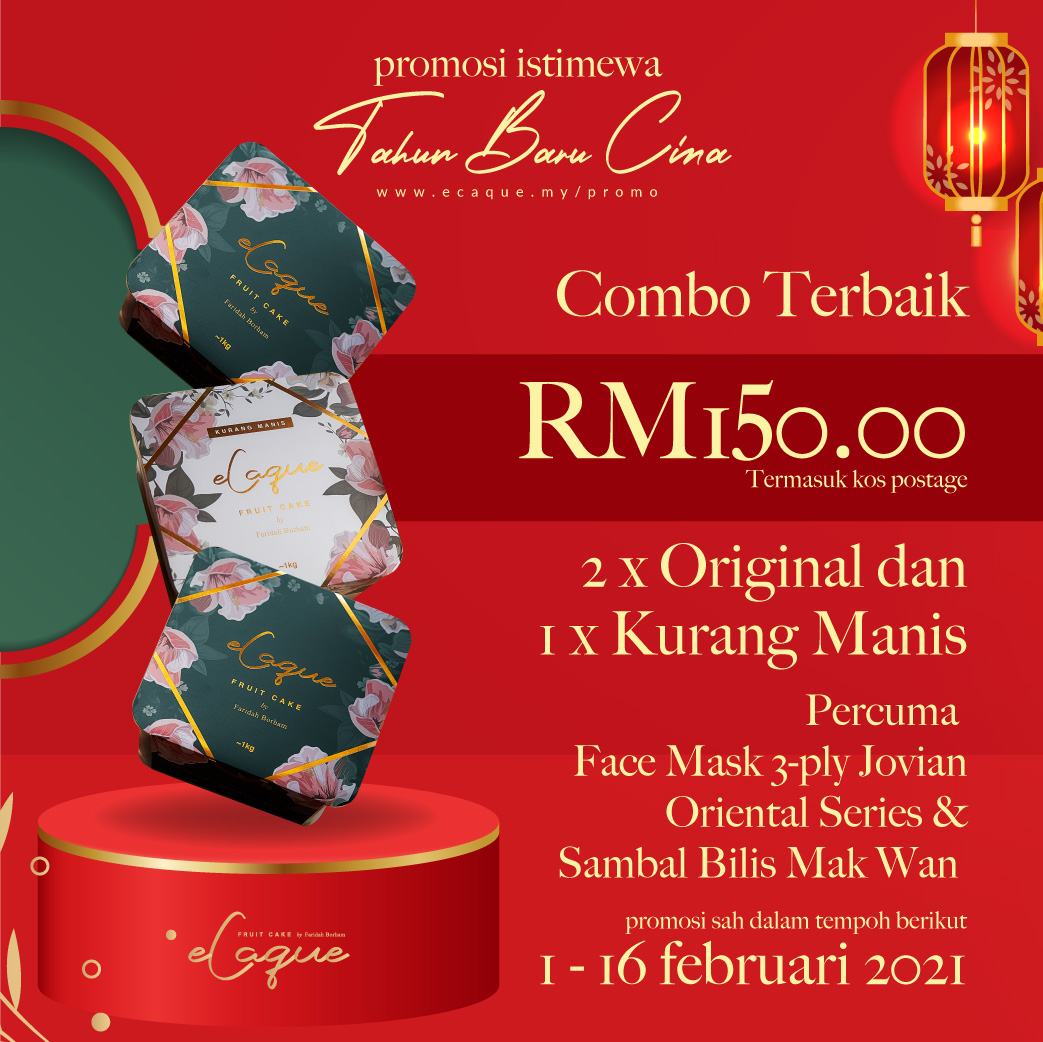 promosi istimewa
Tahun Baru Cina
www.ecaque.my/promo
eCaque
FRUIT CAKE
by
Faridah Borham
~1kg
KURANG MANIS
eCaque
FRUIT CAKE
by
Faridah Borham
~1kg
eCaque
FRUIT CAKE
by
Faridah Borham
~1kg
Combo Terbaik
RM150.00
Termasuk kos postage
2 x Original dan
1 x Kurang Manis
Percuma
Face Mask 3-ply Jovian
Oriental Series &
Sambal Bilis Mak Wan
promosi sah dalam tempoh berikut
1 - 16 februari 2021
FRUIT CAKE by Faridah Borham
eCaque